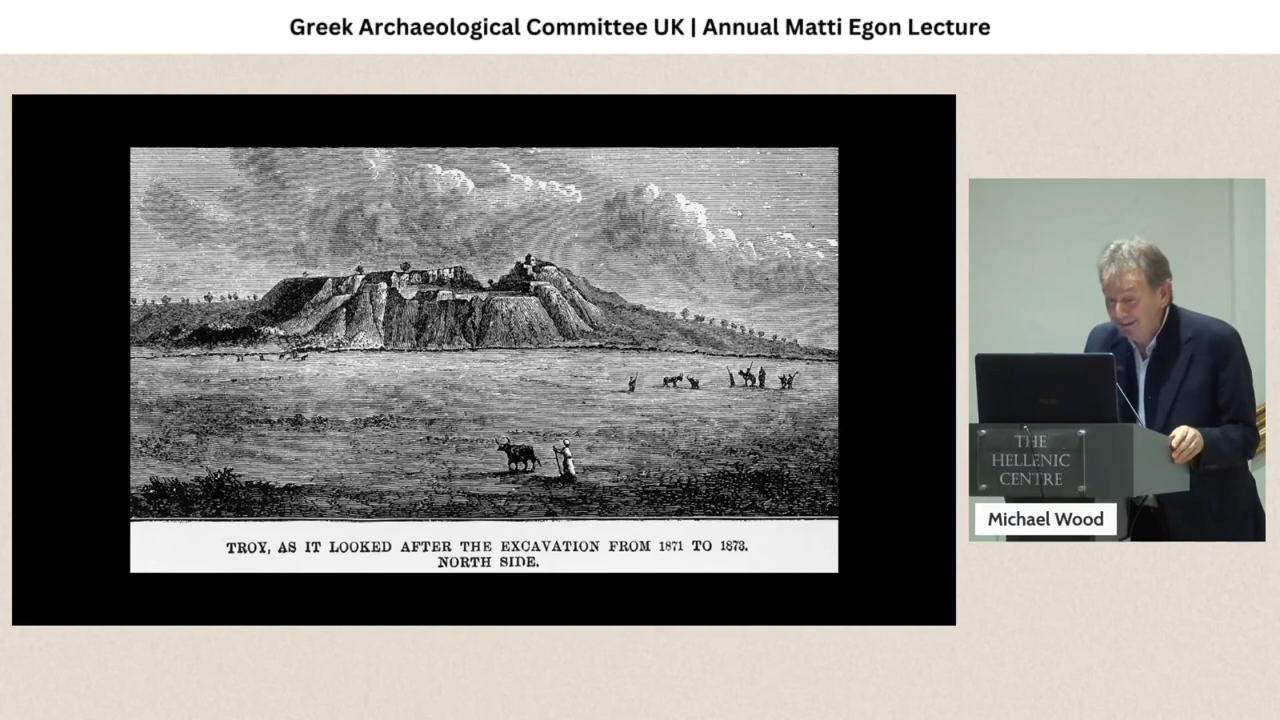 Greek Archaeological Committee UK | Annual Matti Egon Lecture
TROY, AS IT LOOKED AFTER THE EXCAVATION FROM 1871 TO 1873.
NORTH SIDE.
THE
HELLENIC
CENTRE
Michael Wood